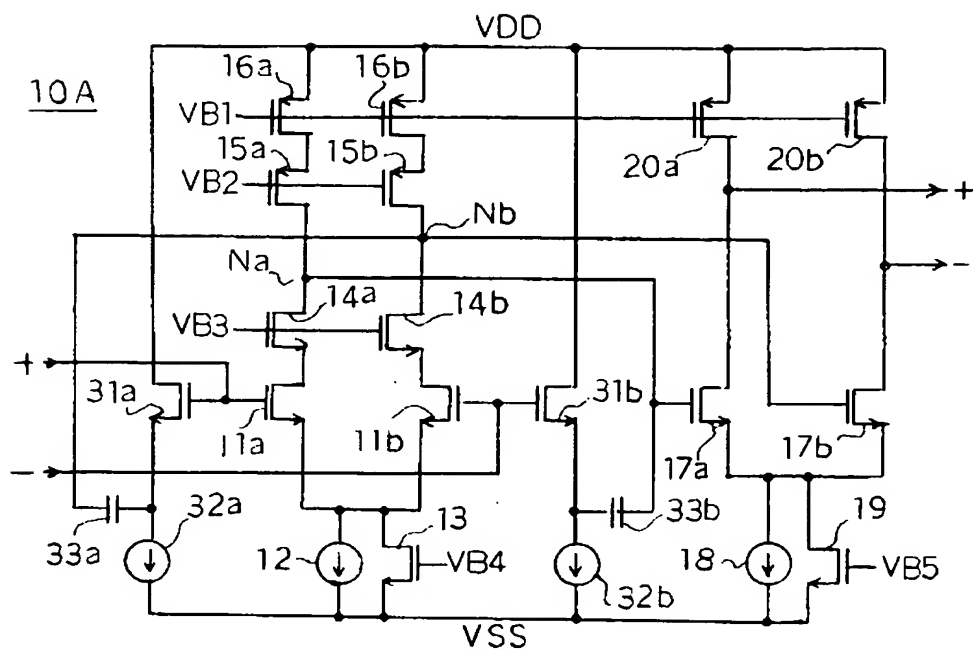 VDD
16a
16b
10A
VB1
15a
15b
20a
20b
VB2
+
Nb
Na
-
14a
14b
VB3
+
31a
11a
11b
31b
17a
17b
-
33a
32a
12
13
VB4
33b
32b
18
19
VB5
VSS